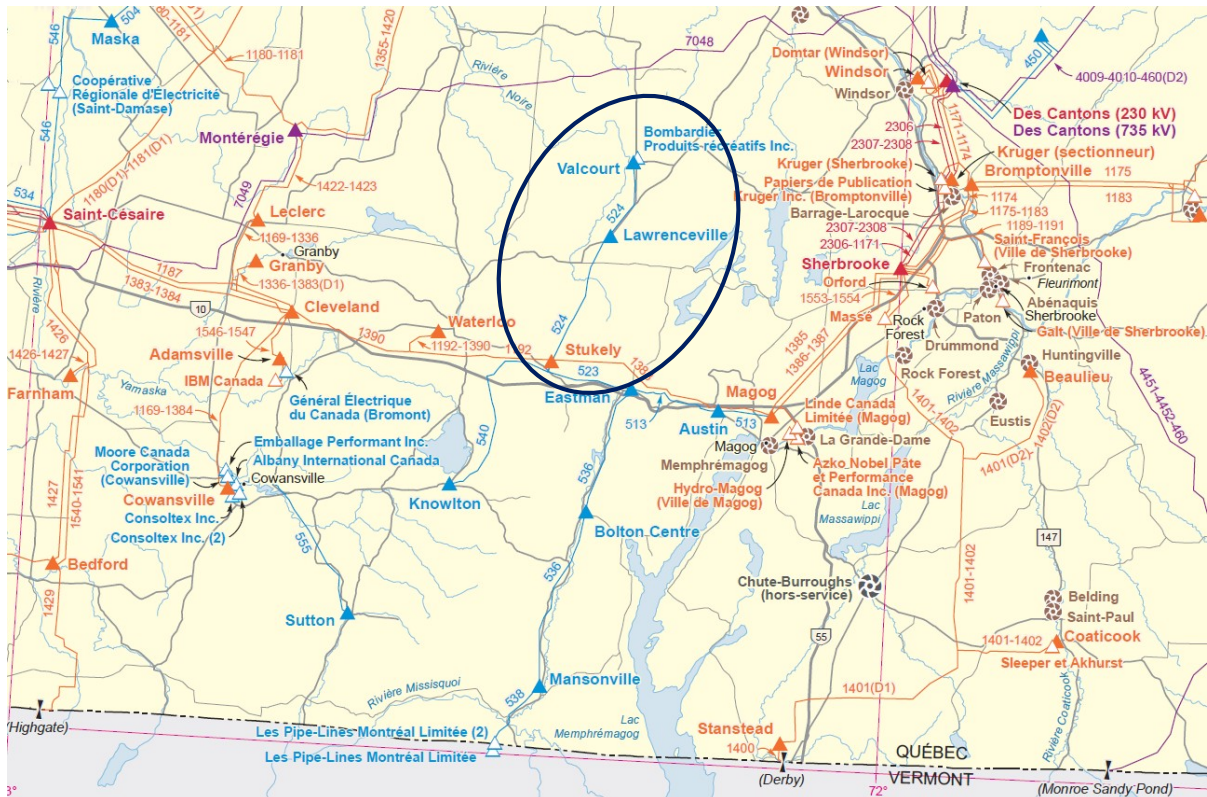 546
504
Maska
1180(D1)
1180-1181
1180-1181
1355-1420
7048
Coopérative
Régionale d'Électricité
(Saint-Damase)
546
Rivière
Noire
Montérégie
1180(D1)-1181(D1)
534
Saint-Césaire
7049
1422-1423
Leclerc
1169-1336
Granby
Granby
1336-1383(D1)
1187
1383-1384
Rivière
10
Cleveland
1390
Waterloo
1192-1390
1192
1546-1547
Adamsville
IBM Canada
Général Électrique
du Canada (Bromont)
1426
1426-1427
Farnham
Yamaska
1169-1384
Bombardier
Produits récréatifs Inc.
Valcourt
524
Lawrenceville
524
Stukely
523
Eastman
513
Austin
513
Magog
1385
1386-1387
Domtar (Windsor)
Windsor
Windsor
450
4009-4010-460(D2)
Des Cantons (230 kV)
Des Cantons (735 kV)
1171-1174
2306
2307-2308
Kruger (sectionneur)
Kruger (Sherbrooke)
Bromptonville
1175
1183
Papiers de Publication
Kruger Inc. (Bromptonville)
1174
1175-1183
1189-1191
Barrage-Larocque
2307-2308
2306-1171
Sherbrooke
Saint-François
(Ville de Sherbrooke)
Frontenac
Fleurimont
Orford
1553-1554
Massé
Rock
Forest
Paton
Abénaquis
Sherbrooke
Galt (Ville de Sherbrooke)
Drummond
Rock Forest
Rivière Massawippi
Huntingville
Beaulieu
Eustis
4451-4452-460
Lac
Magog
1401-1402
1401(D2)-1402(D2)
Linde Canada
Limitée (Magog)
La Grande-Dame
Magog
Memphrémagog
Azko Nobel Pâte
et Performance
Canada Inc. (Magog)
Hydro-Magog
(Ville de Magog)
Lac
Massawippi
Emballage Performant Inc.
Moore Canada
Corporation
(Cowansville)
Albany International Canada
Cowansville
Cowansville
Consoltex Inc.
Consoltex Inc. (2)
540
Knowlton
536
Bolton Centre
536
1427
1540-1541
Bedford
1429
555
Sutton
147
Chute-Burroughs
(hors-service)
1401-1402
Belding
Saint-Paul
1401-1402
Coaticook
Sleeper et Akhurst
55
1401(D1)
Rivière Coaticook
Rivière Missisquoi
Mansonville
538
Les Pipe-Lines Montréal Limitée (2)
Les Pipe-Lines Montréal Limitée
Lac
Memphrémagog
Stanstead
1400
(Highgate)
(Derby)
QUÉBEC
VERMONT
72°
(Monroe Sandy Pond)